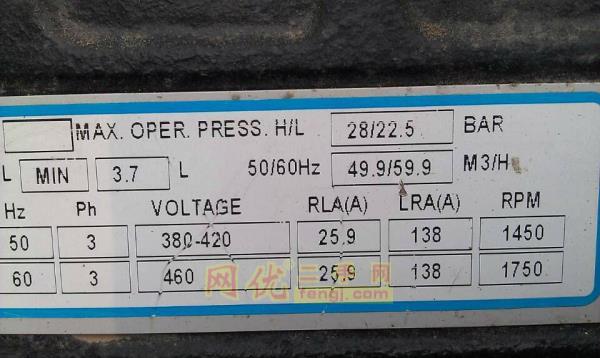 MAX. OPER. PRESS. H/L 28/22.5 BAR
L MIN 3.7 L 50/60Hz 49.9/59.9 M3/H
Hz Ph VOLTAGE RLA(A) LRA(A) RPM
50 3 380-420 25.9 138 1450
60 3 460 25.9 138 1750
网优二手网
fengj.com